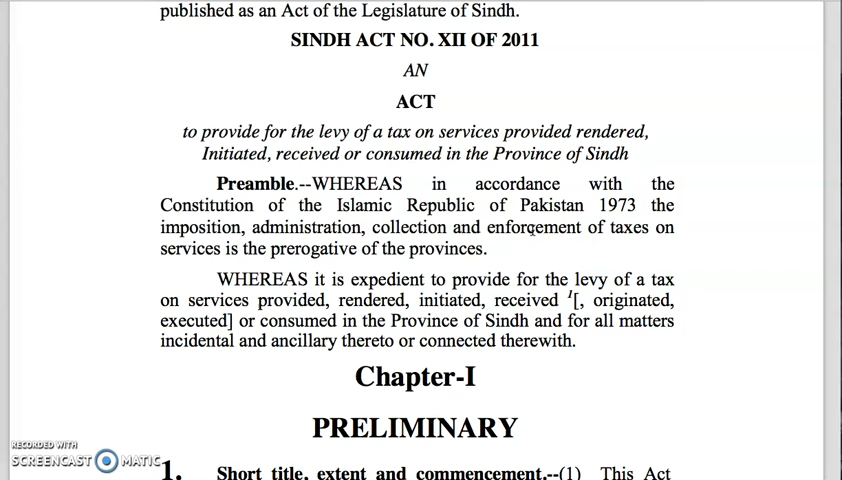 published as an Act of the Legislature of Sindh.
SINDH ACT NO. XII OF 2011
AN
ACT
to provide for the levy of a tax on services provided rendered,
Initiated, received or consumed in the Province of Sindh
Preamble.--WHEREAS in accordance with the
Constitution of the Islamic Republic of Pakistan 1973 the
imposition, administration, collection and enforcement of taxes on
services is the prerogative of the provinces.
WHEREAS it is expedient to provide for the levy of a tax
on services provided, rendered, initiated, received 1[, originated,
executed] or consumed in the Province of Sindh and for all matters
incidental and ancillary thereto or connected therewith.
Chapter-I
PRELIMINARY
1. Short title, extent and commencement.--(1) This Act
RECORDED WITH
SCREENCAST MATIC